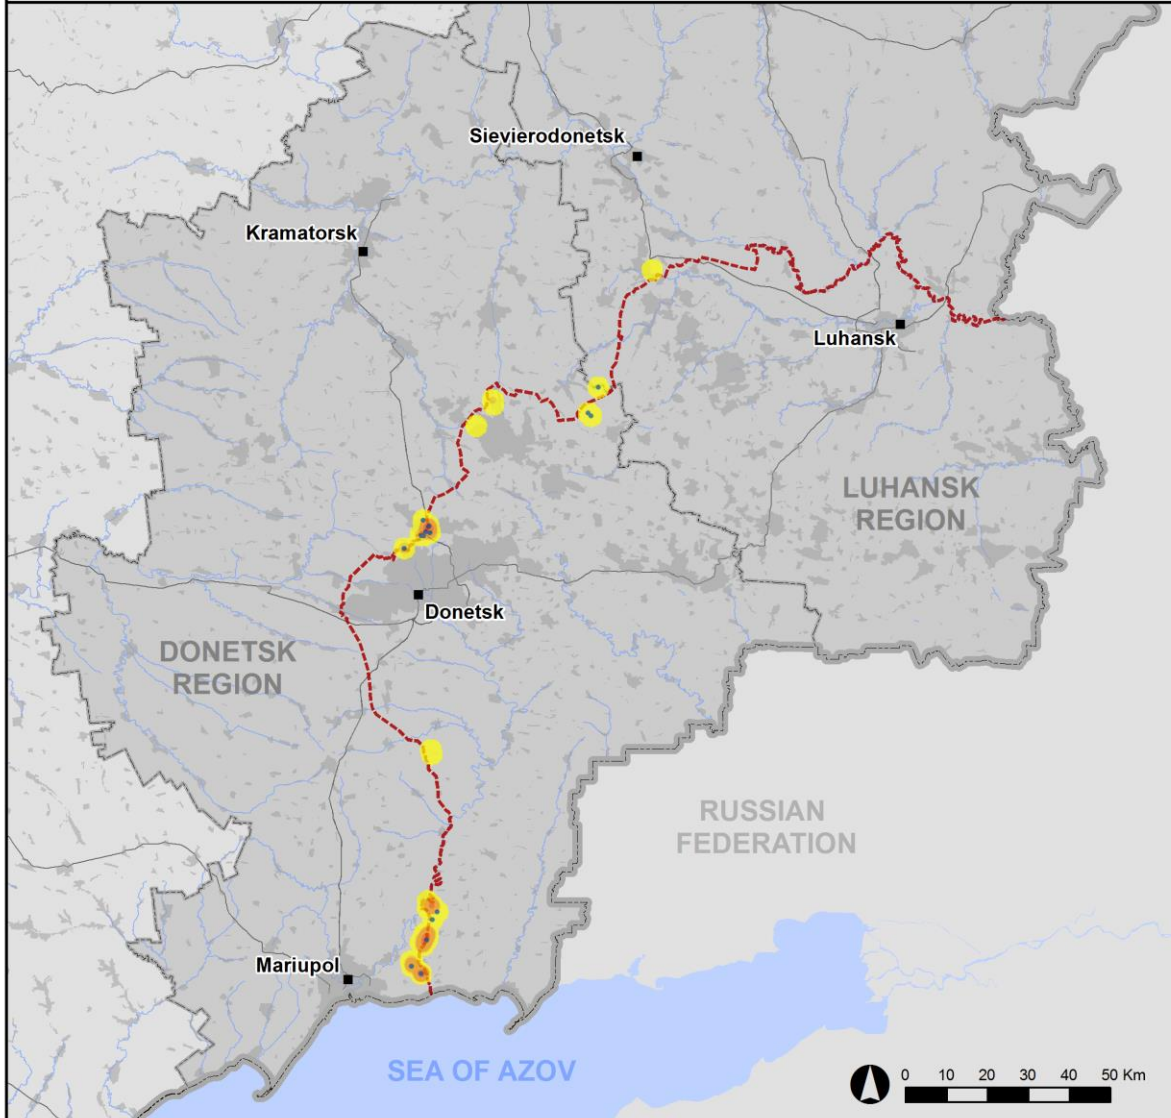 Sievierodonetsk
Kramatorsk
Luhansk
LUHANSK
REGION
Donetsk
DONETSK
REGION
RUSSIAN
FEDERATION
Mariupol
SEA OF AZOV
0 10 20 30 40 50 Km